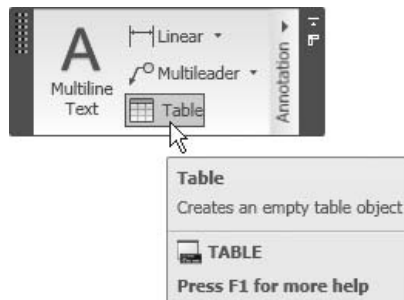 A
Multiline
Text
Linear
Multileader
Table
Annotation
Table
Creates an empty table object
TABLE
Press F1 for more help